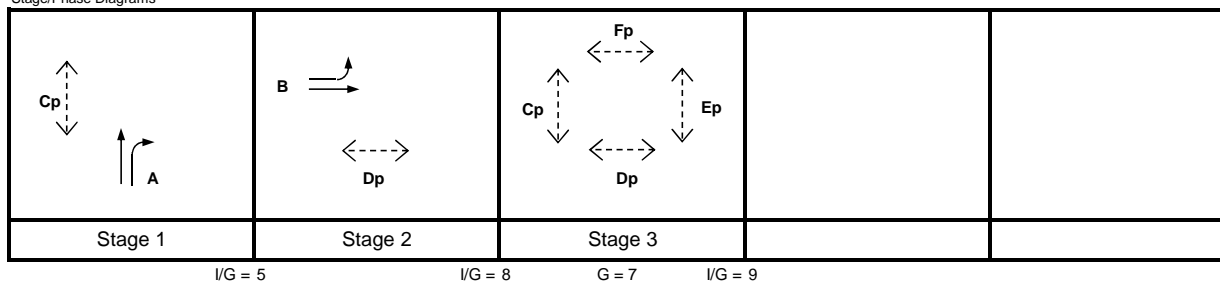 Stage/Phase Diagrams
Cp
A
B
Dp
Fp
Cp
Ep
Dp
Stage 1
Stage 2
Stage 3
I/G = 5
I/G = 8
G = 7
I/G = 9